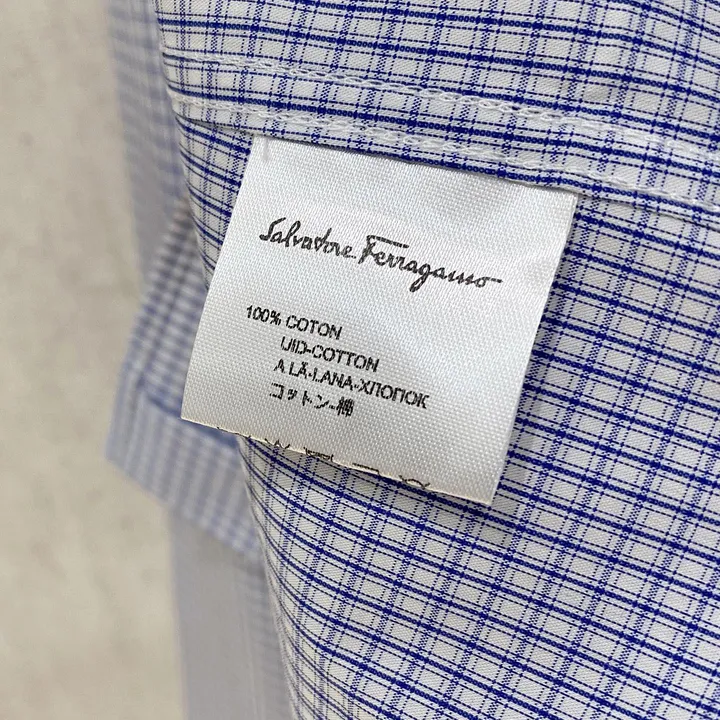 Salvatore Ferragamo
100% COTON
UID-COTTON
A LÃ-LANA-ХЛОПОК
コットン-棉